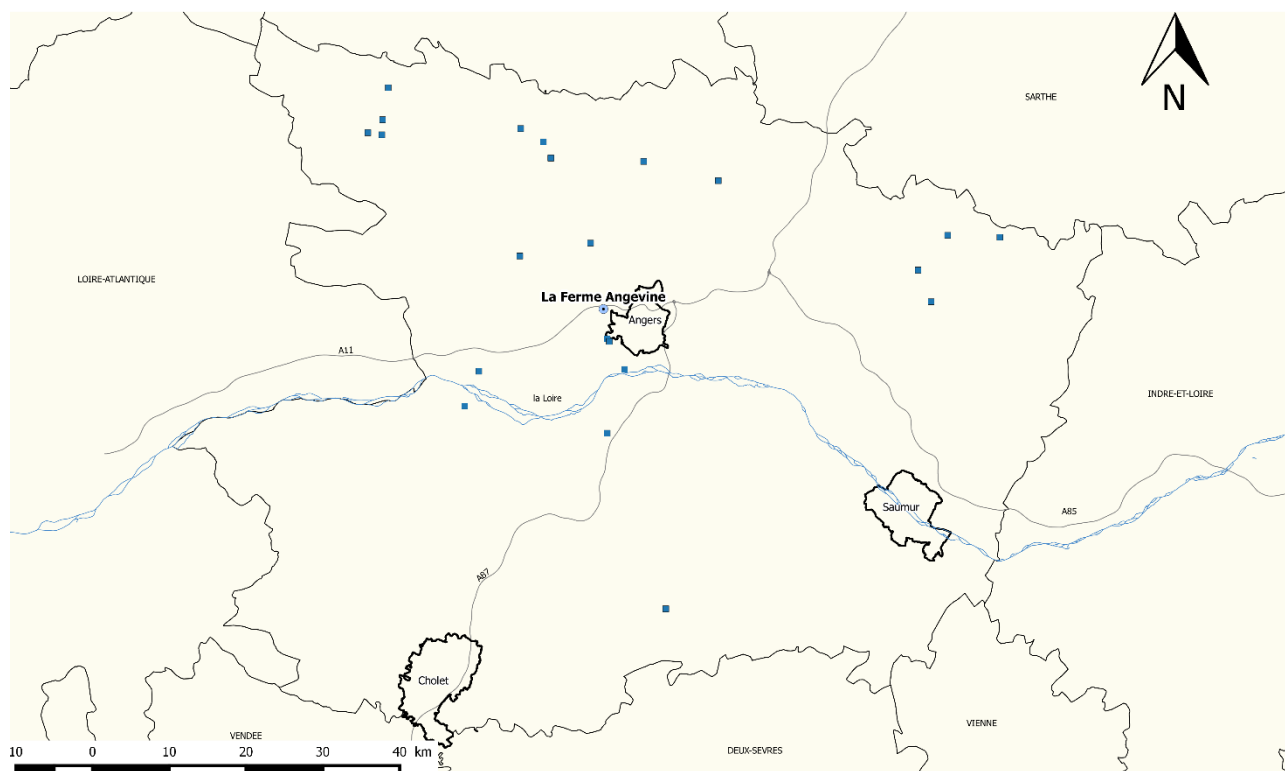 N
SARTHE
LOIRE-ATLANTIQUE
La Ferme Angevine
Angers
A11
la Loire
INDRE-ET-LOIRE
Saumur
A85
A87
Cholet
VIENNE
VENDEE
DEUX-SEVRES
10 0 10 20 30 40 km